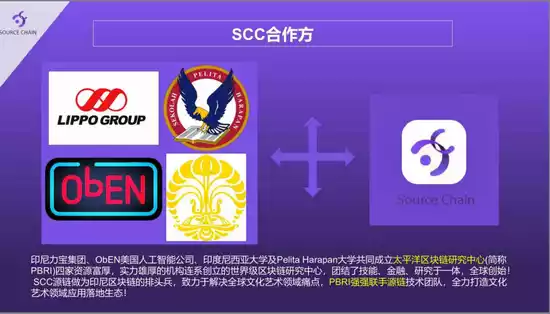 SOURCE CHAIN
SCC合作方
LIPPO GROUP
SEKOLAH PELITA HARAPAN
ObEN
Source Chain
印尼力宝集团、ObEN美国人工智能公司、印度尼西亚大学及Pelita Harapan大学共同成立太平洋区块链研究中心(简称
PBRI)四家资源富厚，实力雄厚的机构连系创立的世界级区块链研究中心，团结了技能、金融、研究于一体，全球创始！
SCC源链做为印尼区块链的排头兵，致力于解决全球文化艺术领域痛点，PBRI强强联手源链技术团队，全力打造文化
艺术领域应用落地生态！